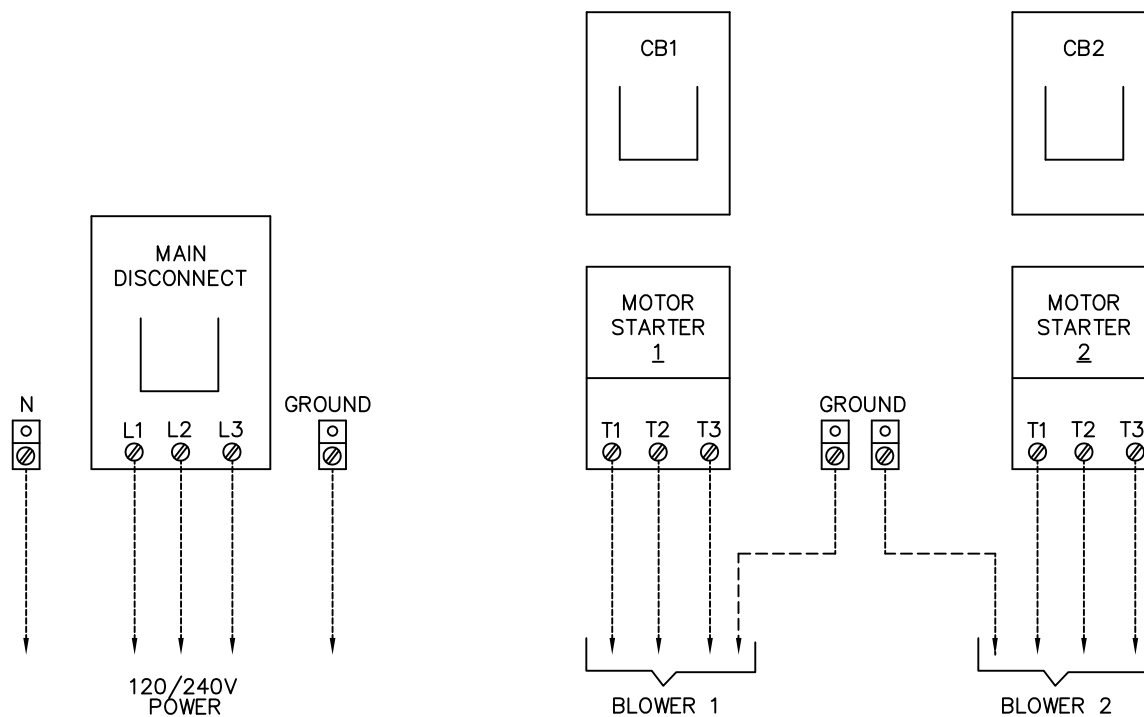 CB1
CB2
MAIN
DISCONNECT
MOTOR
STARTER
1
MOTOR
STARTER
2
N
L1 L2 L3
GROUND
T1 T2 T3
GROUND
T1 T2 T3
120/240V
POWER
BLOWER 1
BLOWER 2